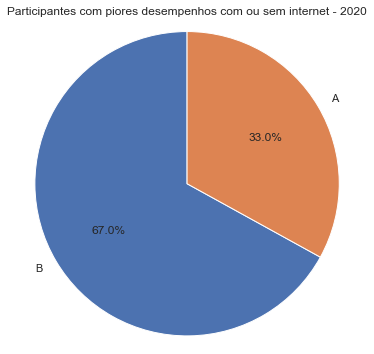 Participantes com piores desempenhos com ou sem internet - 2020
A
33.0%
67.0%
B